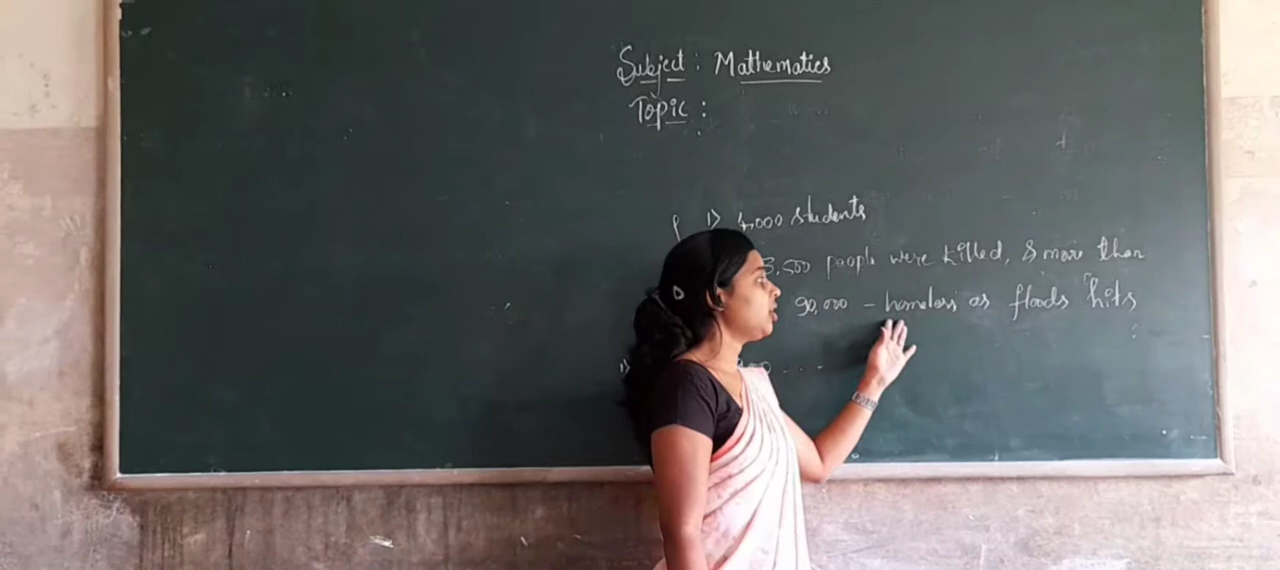 Subject : Mathematics
Topic :
1) 4,000 students
3,500 people were killed, & more than
90,000 – homeless as floods hits
1)